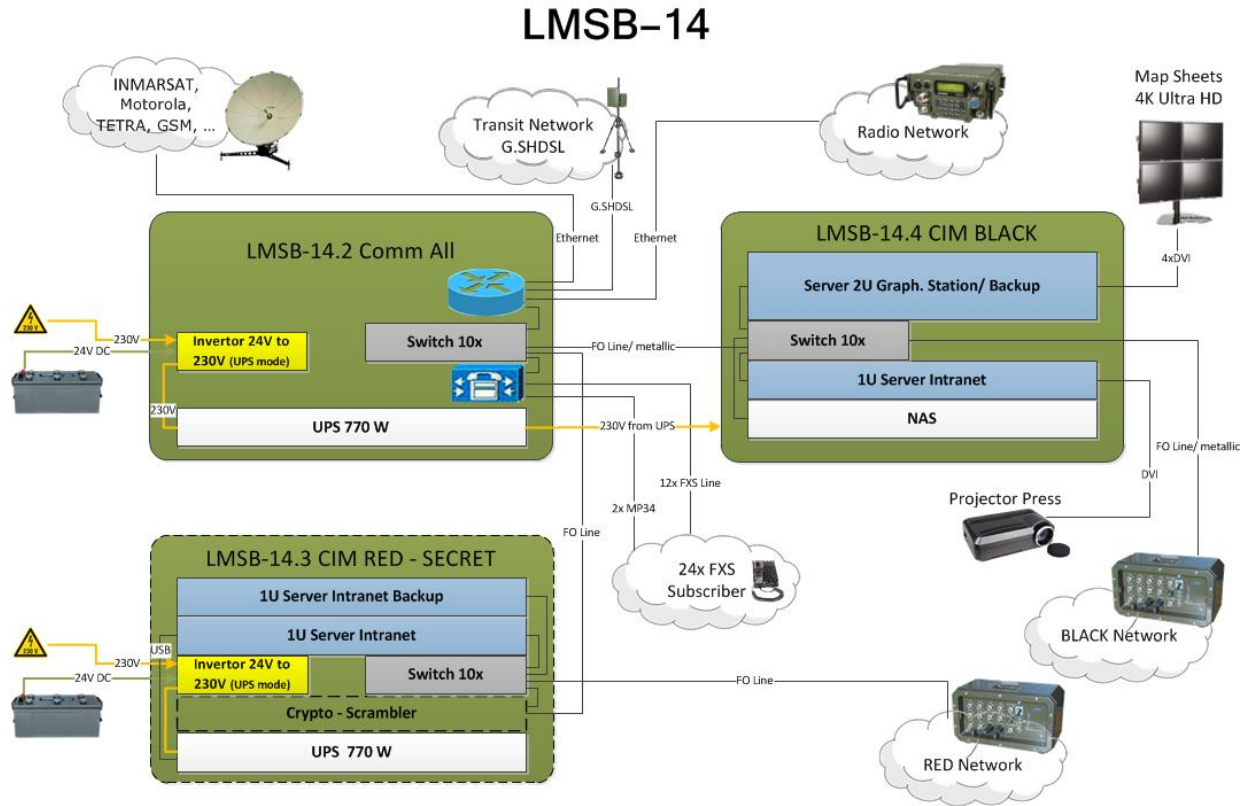 LMSB-14
INMARSAT,
Motorola,
TETRA, GSM, ...
Transit Network
G.SHDSL
Radio Network
Map Sheets
4K Ultra HD
G.SHDSL
Ethernet
Ethernet
4xDVI
LMSB-14.2 Comm All
230 V
230V
24V DC
Invertor 24V to
230V (UPS mode)
Switch 10x
230V
UPS 770 W
FO Line/ metallic
230V from UPS
LMSB-14.4 CIM BLACK
Server 2U Graph. Station/ Backup
Switch 10x
1U Server Intranet
NAS
FO Line/ metallic
DVI
12x FXS Line
2x MP34
FO Line
Projector Press
24x FXS
Subscriber
BLACK Network
LMSB-14.3 CIM RED - SECRET
1U Server Intranet Backup
1U Server Intranet
USB
230 V
230V
24V DC
Invertor 24V to
230V (UPS mode)
Switch 10x
Crypto - Scrambler
UPS 770 W
FO Line
RED Network